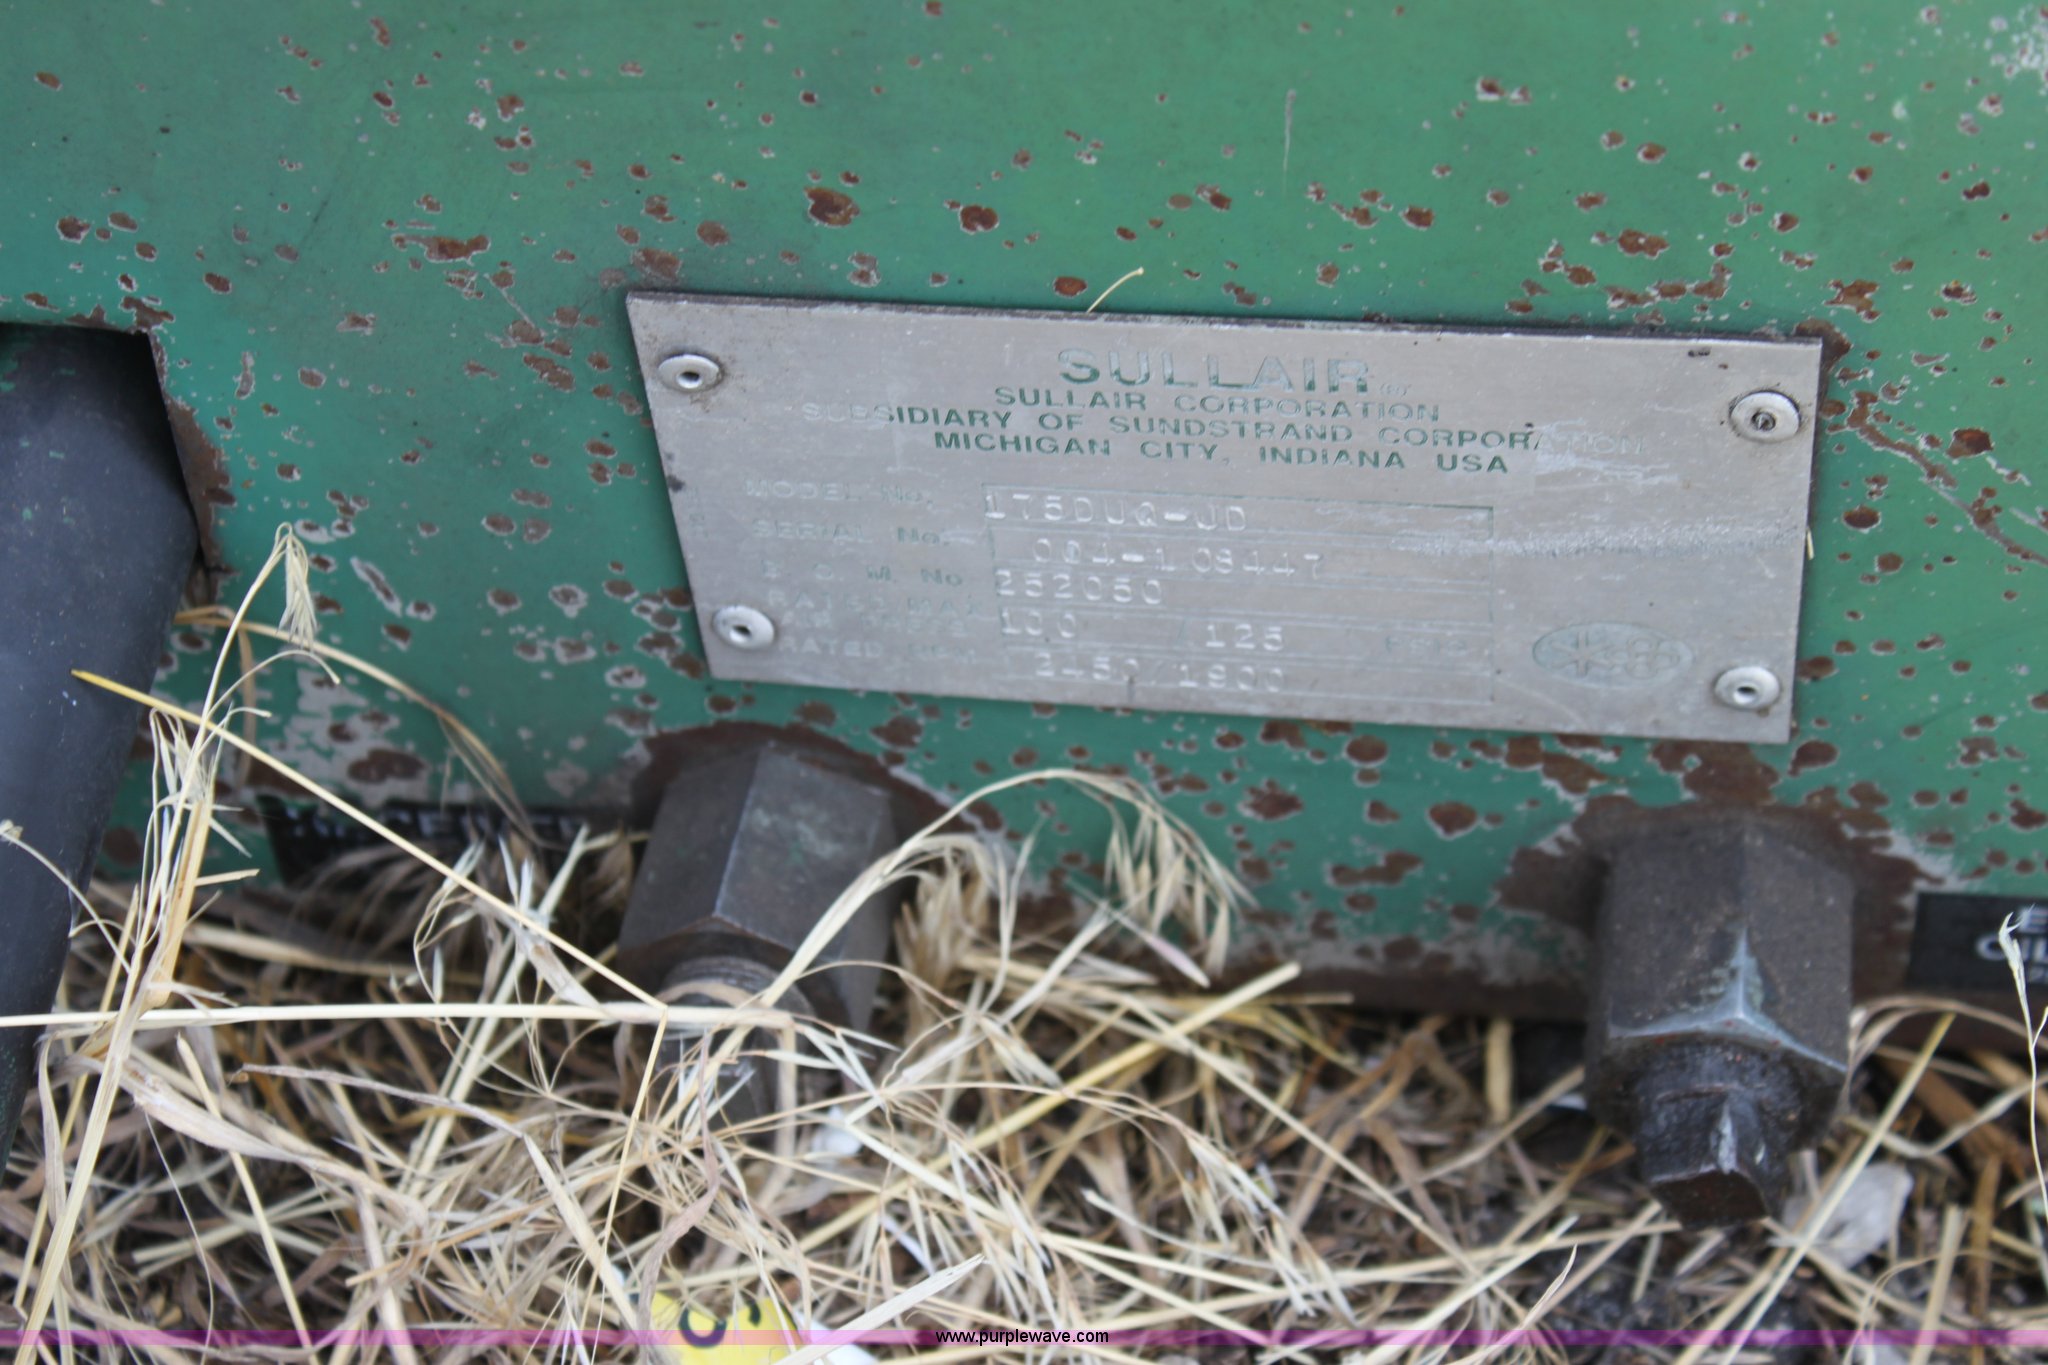 SULLAIR®
SULLAIR CORPORATION
SUBSIDIARY OF SUNDSTRAND CORPORATION
MICHIGAN CITY, INDIANA USA
MODEL No. 175DUQ-JD
SERIAL No. 004-108447
B. O. M. No 252050
RATED MAX 100 / 125 PSIG
RATED RPM 2450/1800
www.purplewave.com